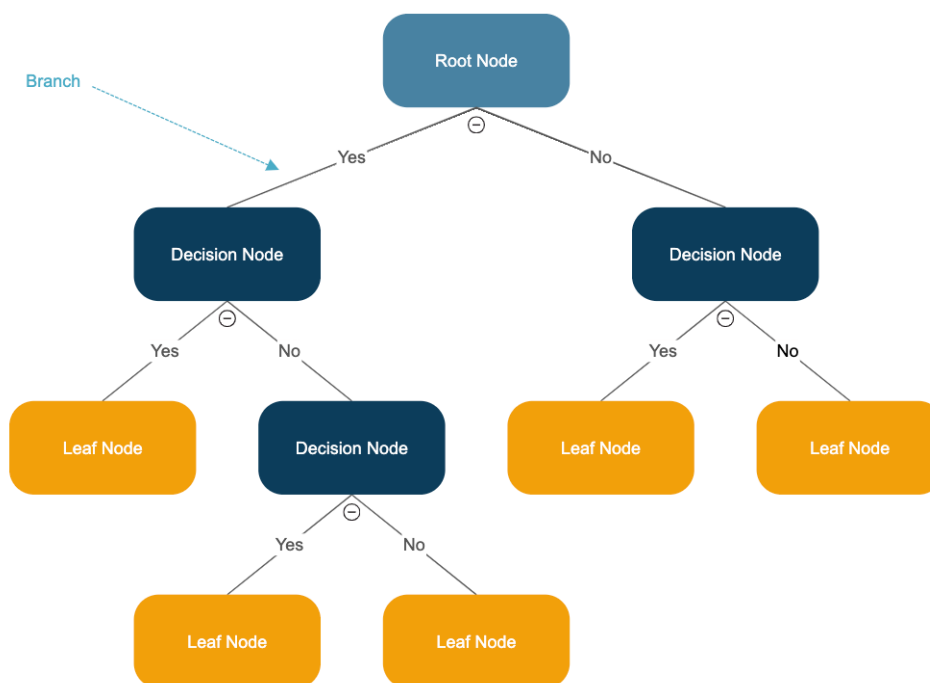 Root Node
Branch
Yes
No
Decision Node
Decision Node
Yes
No
Yes
No
Leaf Node
Decision Node
Leaf Node
Leaf Node
Yes
No
Leaf Node
Leaf Node